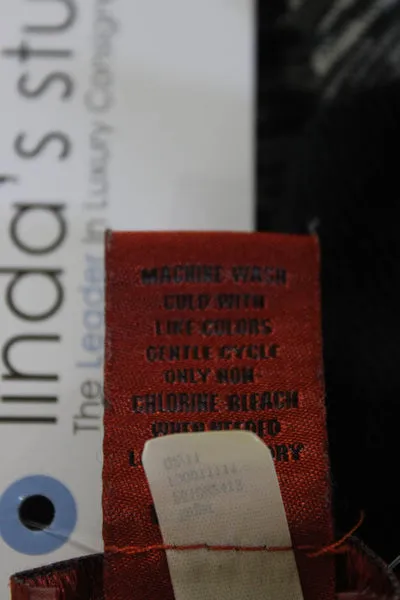 linda's stu
The Leader In Luxury Consign
MACHINE WASH
COLD WITH
LIKE COLORS
GENTLE CYCLE
ONLY NON
CHLORINE BLEACH
WHEN NEEDED
RY